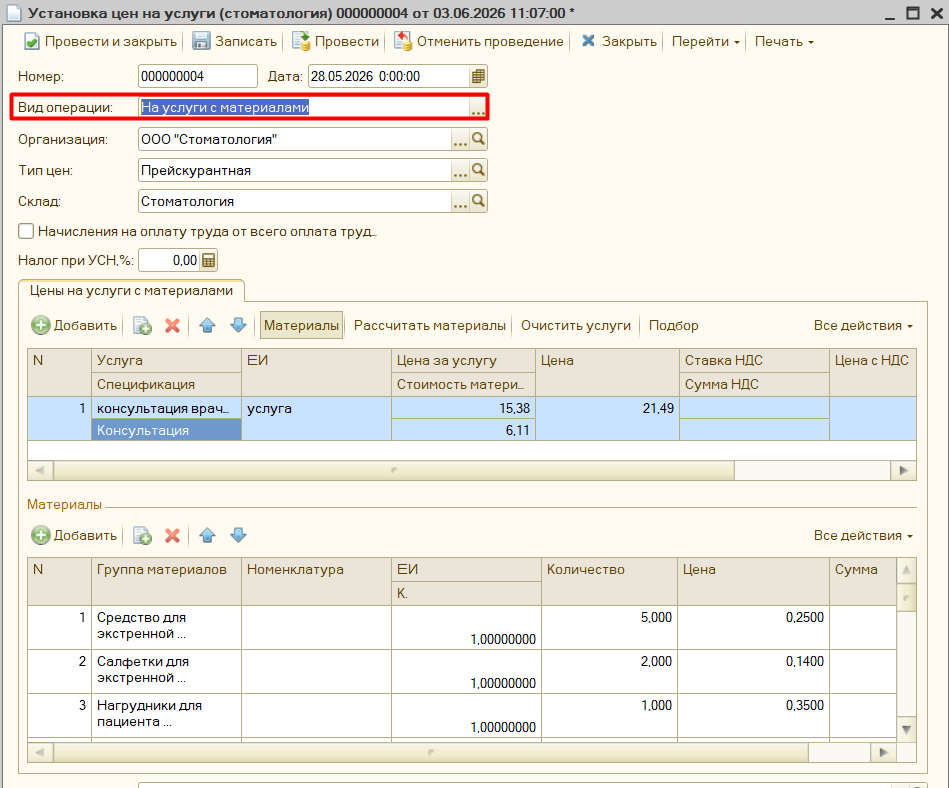 Установка цен на услуги (стоматология) 000000004 от 03.06.2026 11:07:00 *
Провести и закрыть Записать Провести Отменить проведение Закрыть Перейти Печать
Номер: 000000004 Дата: 28.05.2026 0:00:00
Вид операции: На услуги с материалами ...
Организация: ООО "Стоматология" ...
Тип цен: Прейскурантная ...
Склад: Стоматология ...
Начисления на оплату труда от всего оплата труд..
Налог при УСН,%: 0,00
Цены на услуги с материалами
Добавить Материалы Рассчитать материалы Очистить услуги Подбор Все действия
N Услуга ЕИ Цена за услугу Цена Ставка НДС Цена с НДС
Спецификация Стоимость матери... Сумма НДС
1 консультация врач... услуга 15,38 21,49
Консультация 6,11
Материалы
Добавить Все действия
N Группа материалов Номенклатура ЕИ Количество Цена Сумма
К.
1 Средство для 5,000 0,2500
экстренной ... 1,00000000
2 Салфетки для 2,000 0,1400
экстренной ... 1,00000000
3 Нагрудники для 1,000 0,3500
пациента ... 1,00000000